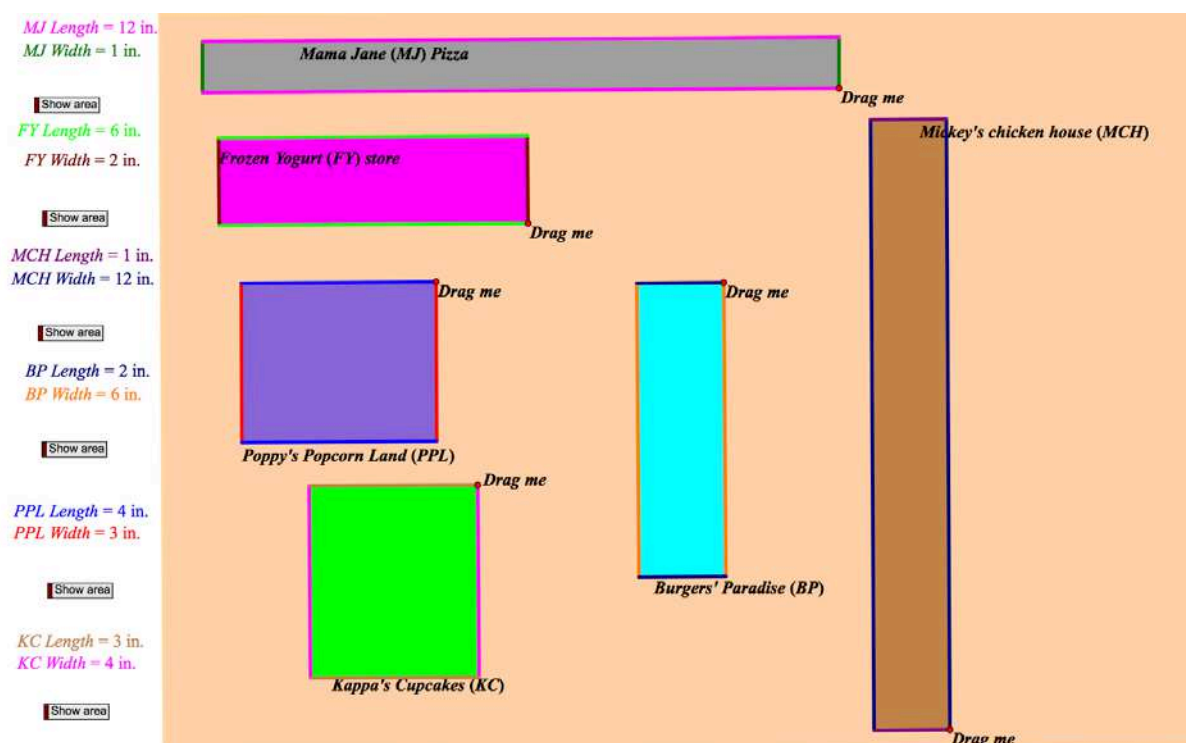 MJ Length = 12 in.
MJ Width = 1 in.
Show area
FY Length = 6 in.
FY Width = 2 in.
Show area
MCH Length = 1 in.
MCH Width = 12 in.
Show area
BP Length = 2 in.
BP Width = 6 in.
Show area
PPL Length = 4 in.
PPL Width = 3 in.
Show area
KC Length = 3 in.
KC Width = 4 in.
Show area
Mama Jane (MJ) Pizza
Drag me
Mickey's chicken house (MCH)
Frozen Yogurt (FY) store
Drag me
Drag me
Drag me
Poppy's Popcorn Land (PPL)
Drag me
Burgers' Paradise (BP)
Kappa's Cupcakes (KC)
Drag me